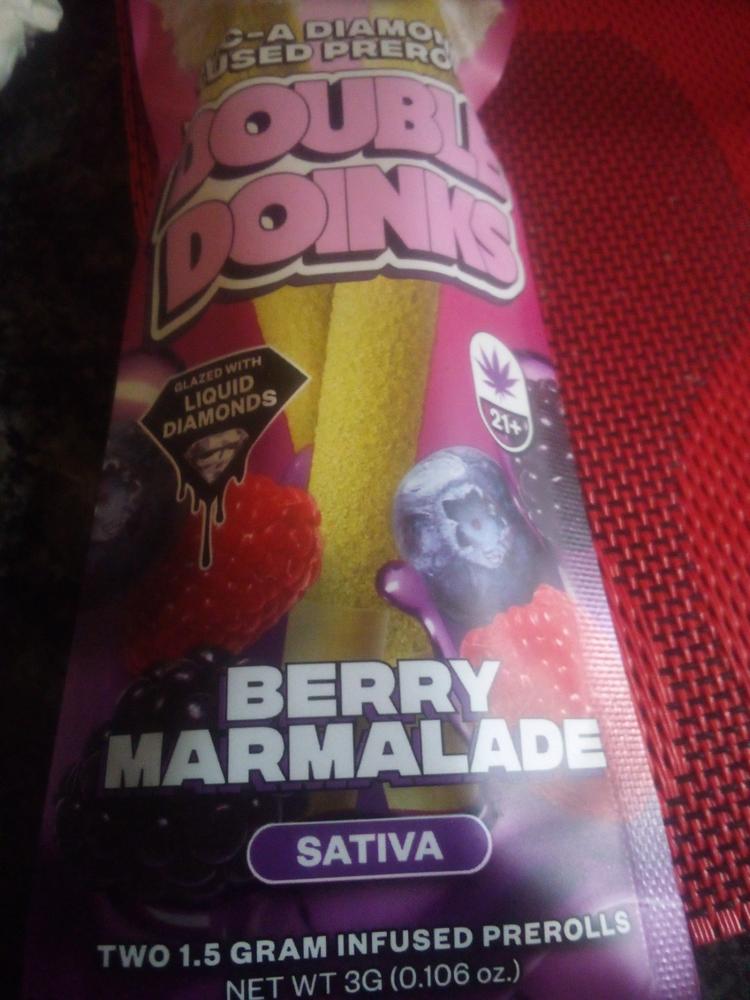 DIAMON
USED PRERO
DOUBLE
DOINKS
GLAZED WITH
LIQUID
DIAMONDS
21+
BERRY
MARMALADE
SATIVA
TWO 1.5 GRAM INFUSED PREROLLS
NET WT 3G (0.106 oz.)